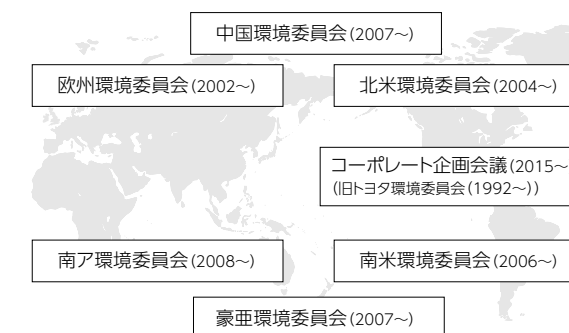 中国環境委員会(2007～)
欧州環境委員会(2002～)
北米環境委員会(2004～)
コーポレート企画会議(2015～
(旧トヨタ環境委員会(1992～))
南ア環境委員会(2008～)
南米環境委員会(2006～)
豪亜環境委員会(2007～)